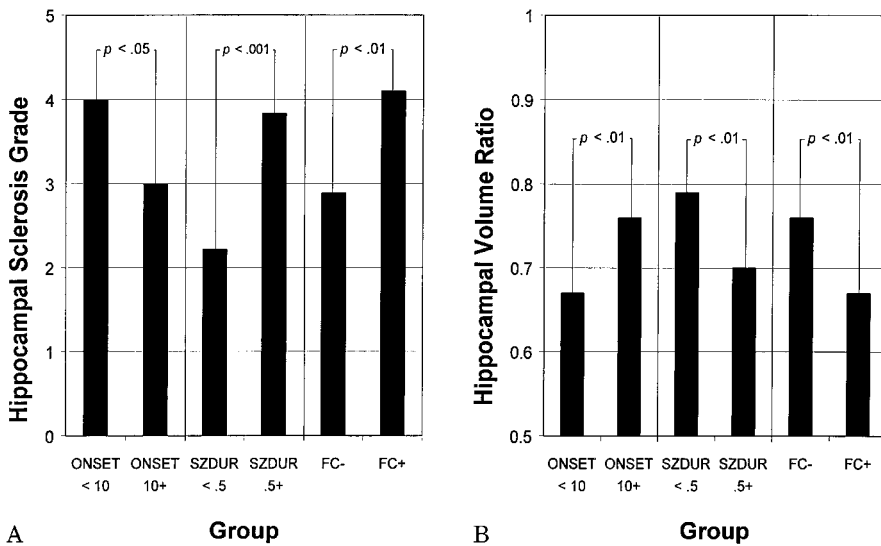 Hippocampal Sclerosis Grade
5
4
3
2
1
0
p < .05
p < .001
p < .01
ONSET < 10
ONSET 10+
SZDUR < .5
SZDUR .5+
FC-
FC+
A
Group
Hippocampal Volume Ratio
1
0.9
0.8
0.7
0.6
0.5
p < .01
p < .01
p < .01
ONSET < 10
ONSET 10+
SZDUR < .5
SZDUR .5+
FC-
FC+
B
Group